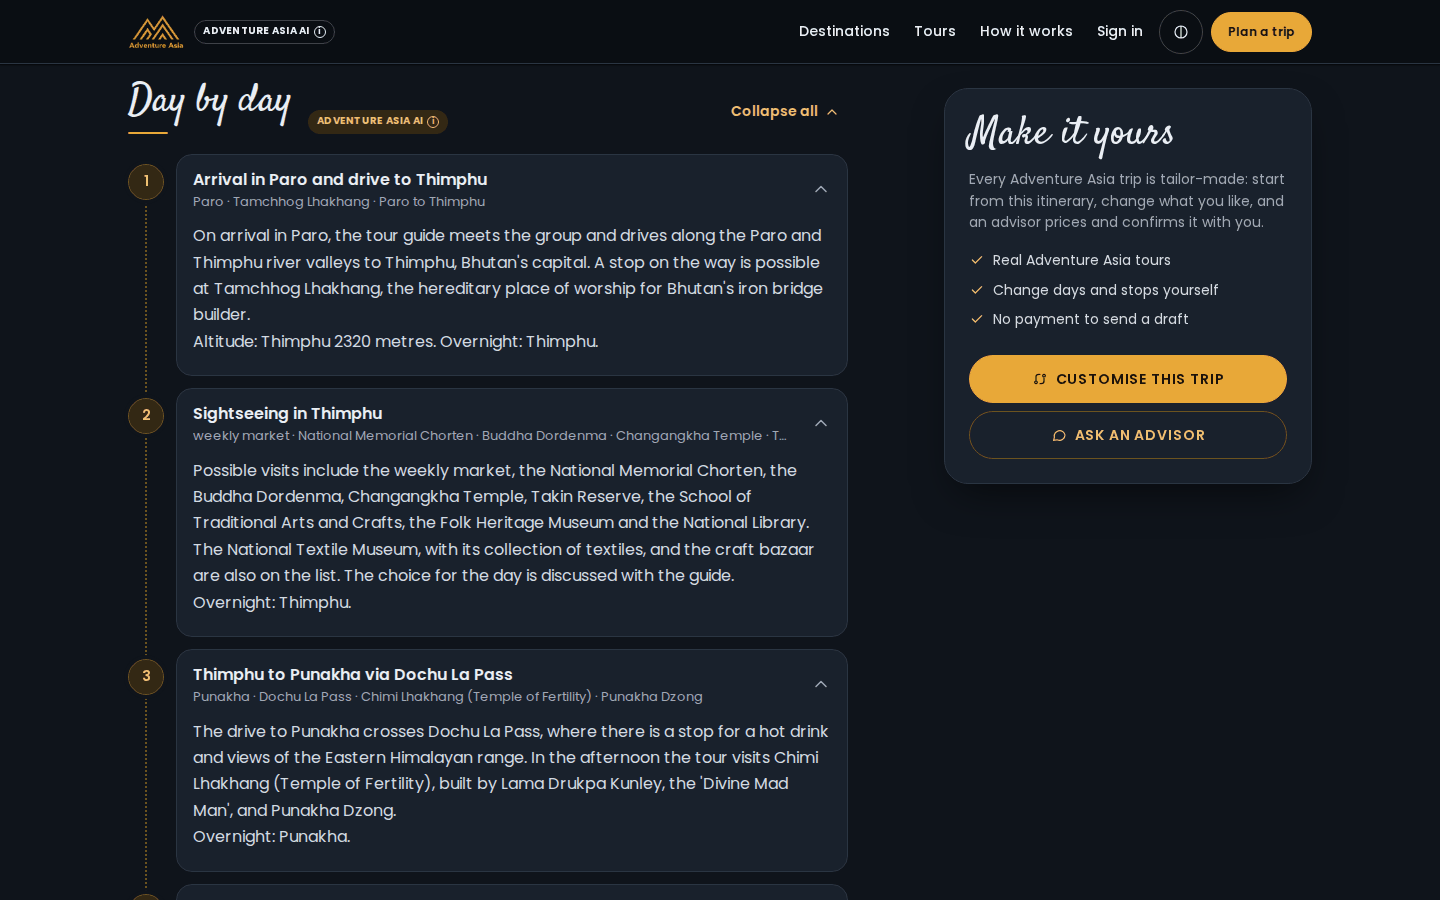 Adventure Asia
ADVENTURE ASIA AI
Destinations
Tours
How it works
Sign in
Plan a trip
Day by day
ADVENTURE ASIA AI
Collapse all
1
Arrival in Paro and drive to Thimphu
Paro · Tamchhog Lhakhang · Paro to Thimphu
On arrival in Paro, the tour guide meets the group and drives along the Paro and
Thimphu river valleys to Thimphu, Bhutan's capital. A stop on the way is possible
at Tamchhog Lhakhang, the hereditary place of worship for Bhutan's iron bridge
builder.
Altitude: Thimphu 2320 metres. Overnight: Thimphu.
2
Sightseeing in Thimphu
weekly market · National Memorial Chorten · Buddha Dordenma · Changangkha Temple · T…
Possible visits include the weekly market, the National Memorial Chorten, the
Buddha Dordenma, Changangkha Temple, Takin Reserve, the School of
Traditional Arts and Crafts, the Folk Heritage Museum and the National Library.
The National Textile Museum, with its collection of textiles, and the craft bazaar
are also on the list. The choice for the day is discussed with the guide.
Overnight: Thimphu.
3
Thimphu to Punakha via Dochu La Pass
Punakha · Dochu La Pass · Chimi Lhakhang (Temple of Fertility) · Punakha Dzong
The drive to Punakha crosses Dochu La Pass, where there is a stop for a hot drink
and views of the Eastern Himalayan range. In the afternoon the tour visits Chimi
Lhakhang (Temple of Fertility), built by Lama Drukpa Kunley, the 'Divine Mad
Man', and Punakha Dzong.
Overnight: Punakha.
Make it yours
Every Adventure Asia trip is tailor-made: start
from this itinerary, change what you like, and
an advisor prices and confirms it with you.
Real Adventure Asia tours
Change days and stops yourself
No payment to send a draft
CUSTOMISE THIS TRIP
ASK AN ADVISOR